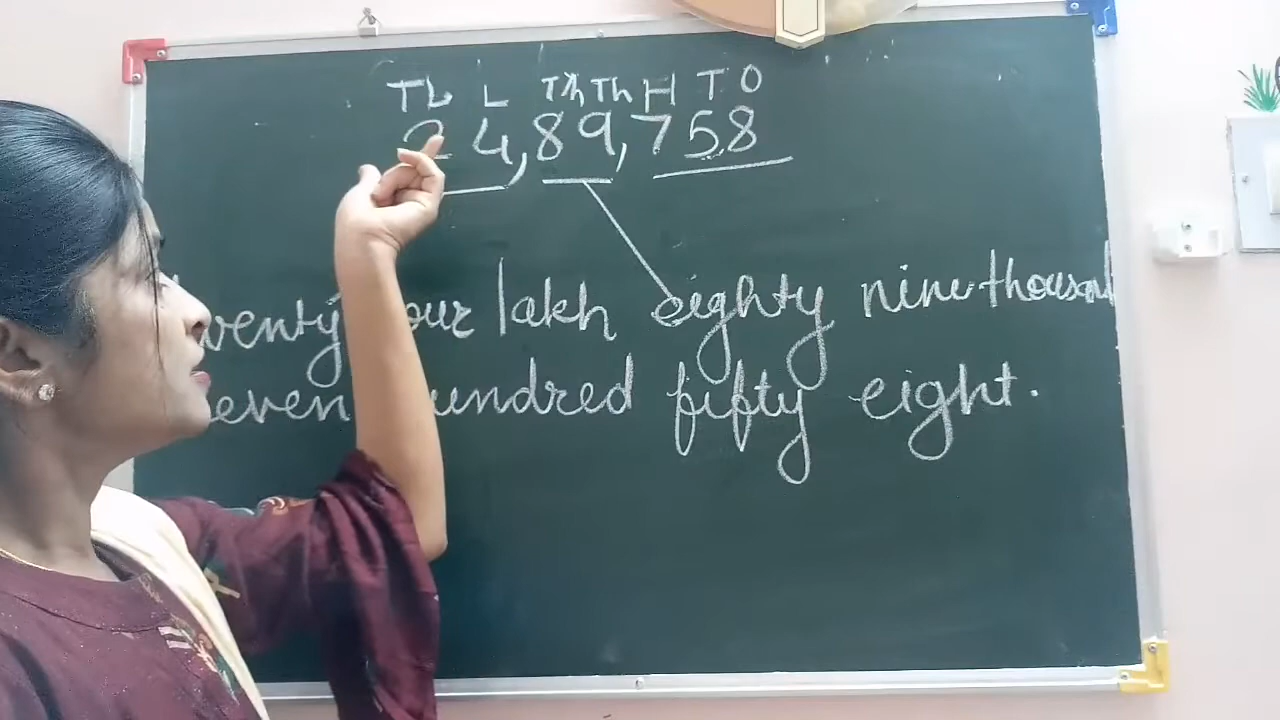 TL L Tth Th H T O
24,89,758
wenty our lakh eighty nine thousand
even undred fifty eight.